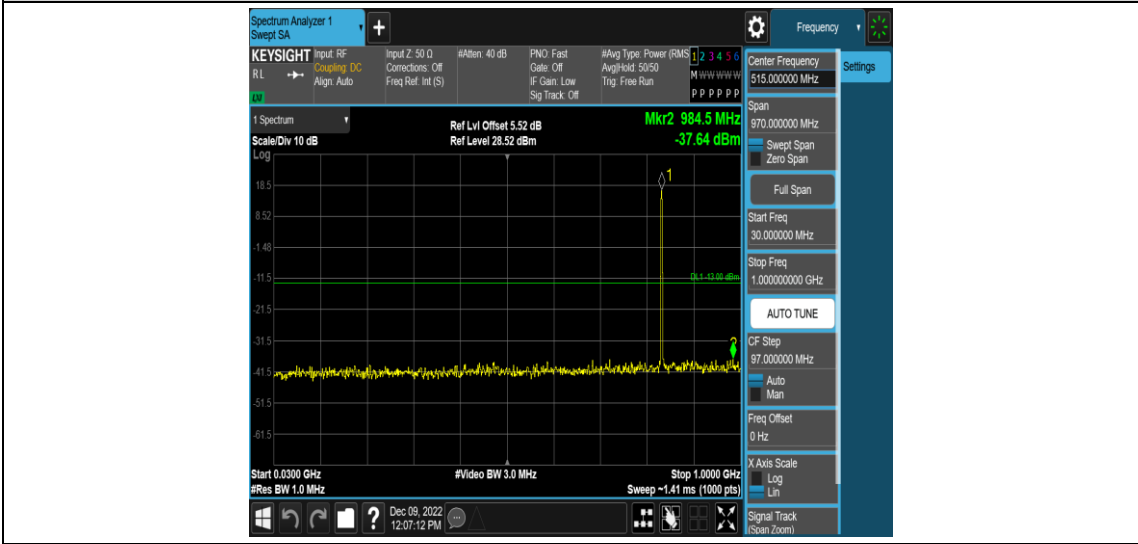 Spectrum Analyzer 1
Swept SA
+
Frequency
KEYSIGHT
RL
Input: RF
Coupling: DC
Align: Auto
Input Z: 50 Ω
Corrections: Off
Freq Ref: Int (S)
#Atten: 40 dB
PNO: Fast
Gate: Off
IF Gain: Low
Sig Track: Off
#Avg Type: Power (RMS
Avg|Hold: 50/50
Trig: Free Run
1 2 3 4 5 6
M W W W W W
P P P P P P
1 Spectrum
Scale/Div 10 dB
Log
Ref Lvl Offset 5.52 dB
Ref Level 28.52 dBm
Mkr2 984.5 MHz
-37.64 dBm
1
18.5
8.52
-1.48
-11.5
DL1 -13.00 dBm
-21.5
-31.5
2
-41.5
-51.5
-61.5
Start 0.0300 GHz
#Res BW 1.0 MHz
#Video BW 3.0 MHz
Stop 1.0000 GHz
Sweep ~1.41 ms (1000 pts)
?
Dec 09, 2022
12:07:12 PM
Center Frequency
515.000000 MHz
Settings
Span
970.000000 MHz
Swept Span
Zero Span
Full Span
Start Freq
30.000000 MHz
Stop Freq
1.000000000 GHz
AUTO TUNE
CF Step
97.000000 MHz
Auto
Man
Freq Offset
0 Hz
X Axis Scale
Log
Lin
Signal Track
(Span Zoom)